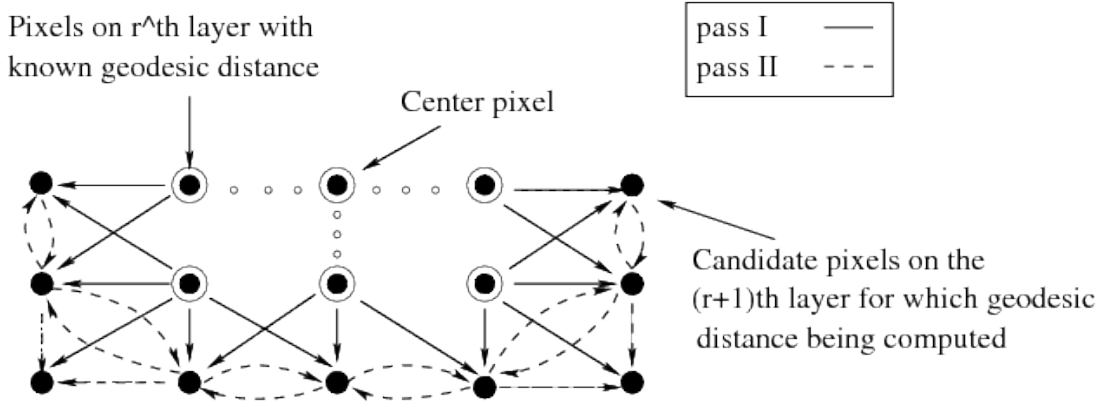 Pixels on r^th layer with
known geodesic distance
pass I
pass II
Center pixel
Candidate pixels on the
(r+1)th layer for which geodesic
distance being computed